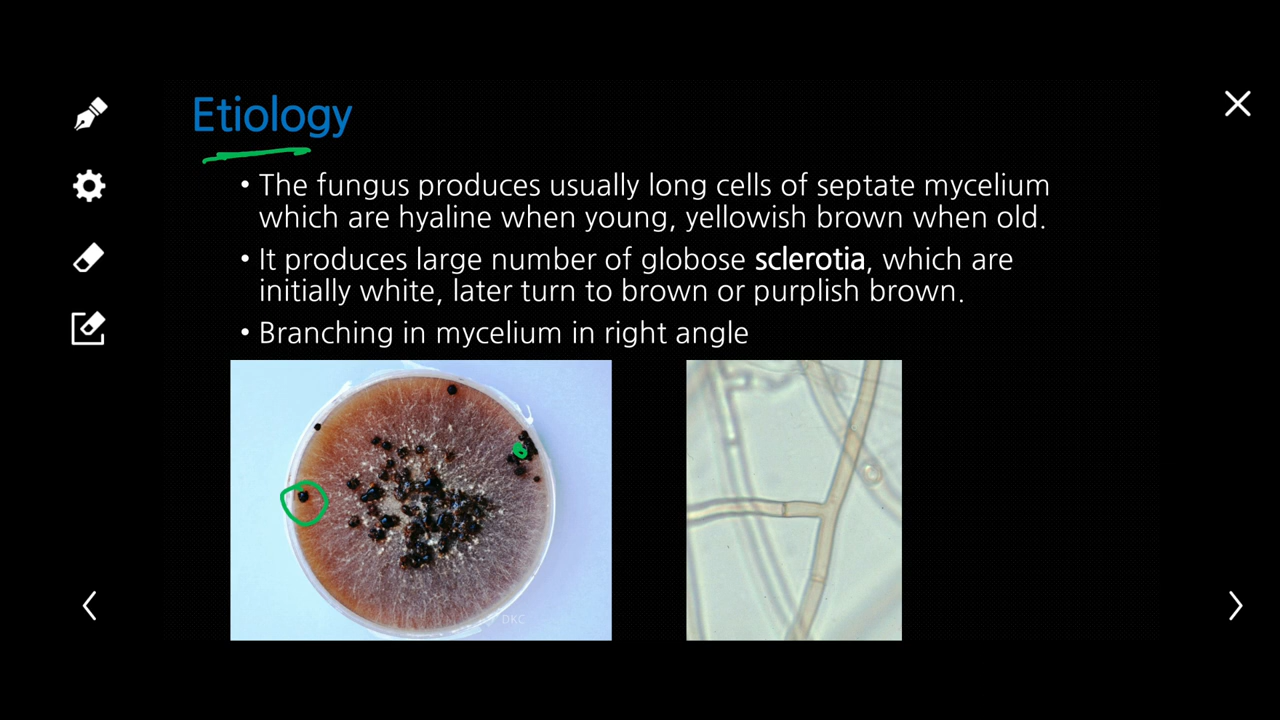 Etiology
• The fungus produces usually long cells of septate mycelium
which are hyaline when young, yellowish brown when old.
• It produces large number of globose sclerotia, which are
initially white, later turn to brown or purplish brown.
• Branching in mycelium in right angle
DKC